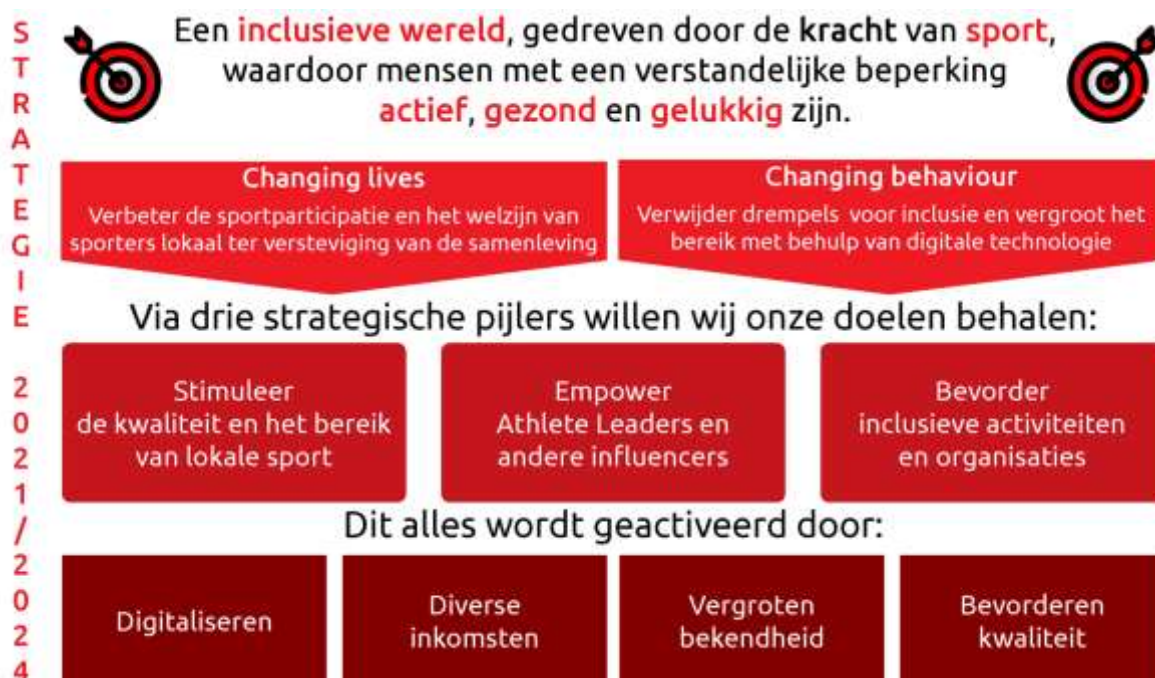 STRATEGIE 2021/2024
Een inclusieve wereld, gedreven door de kracht van sport,
waardoor mensen met een verstandelijke beperking
actief, gezond en gelukkig zijn.
Changing lives
Verbeter de sportparticipatie en het welzijn van
sporters lokaal ter versteviging van de samenleving
Changing behaviour
Verwijder drempels voor inclusie en vergroot het
bereik met behulp van digitale technologie
Via drie strategische pijlers willen wij onze doelen behalen:
Stimuleer
de kwaliteit en het bereik
van lokale sport
Empower
Athlete Leaders en
andere influencers
Bevorder
inclusieve activiteiten
en organisaties
Dit alles wordt geactiveerd door:
Digitaliseren
Diverse
inkomsten
Vergroten
bekendheid
Bevorderen
kwaliteit